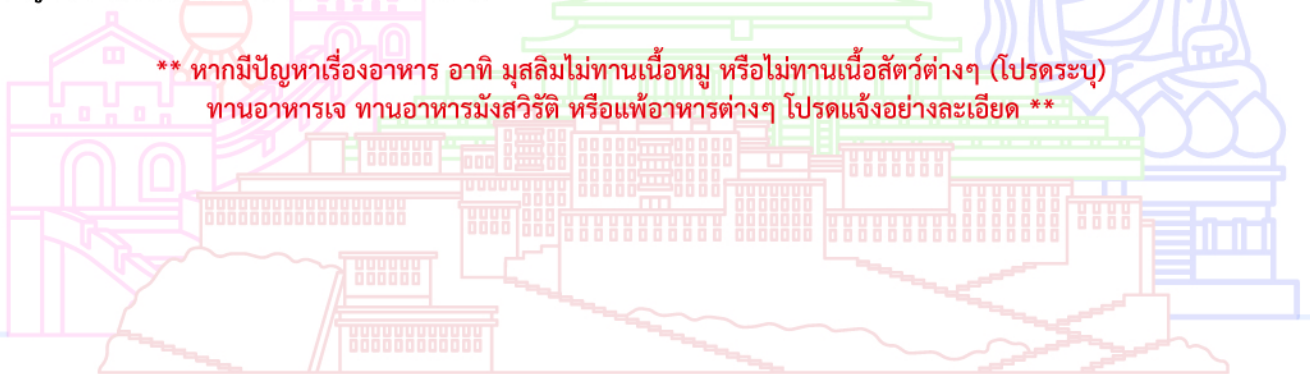 ** หากมีปัญหาเรื่องอาหาร อาทิ มุสลิมไม่ทานเนื้อหมู หรือไม่ทานเนื้อสัตว์ต่างๆ (โปรดระบุ)
ทานอาหารเจ ทานอาหารมังสวิรัติ หรือแพ้อาหารต่างๆ โปรดแจ้งอย่างละเอียด **